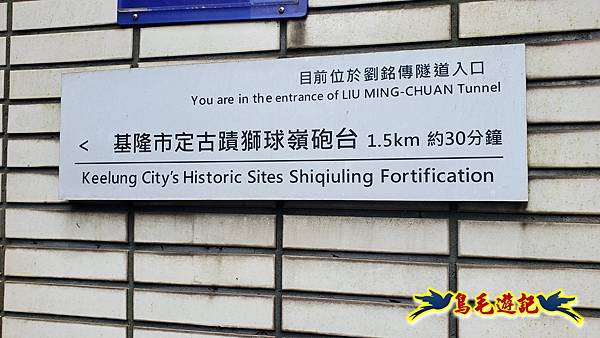 目前位於劉銘傳隧道入口
You are in the entrance of LIU MING-CHUAN Tunnel
< 基隆市定古蹟獅球嶺砲台 1.5km 約30分鐘
Keelung City's Historic Sites Shiqiuling Fortification
鳥毛遊記